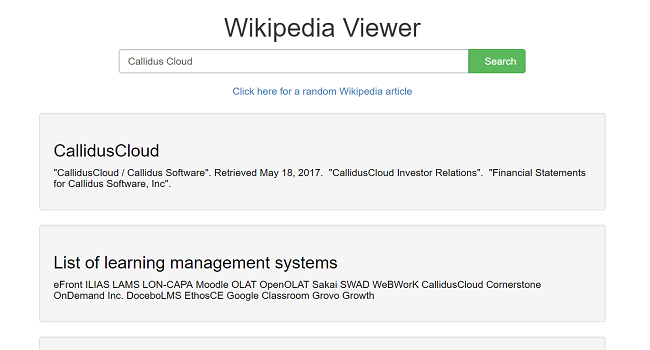 Wikipedia Viewer
Callidus Cloud
Search
Click here for a random Wikipedia article
CallidusCloud
"CallidusCloud / Callidus Software". Retrieved May 18, 2017.  "CallidusCloud Investor Relations".  "Financial Statements
for Callidus Software, Inc".
List of learning management systems
eFront ILIAS LAMS LON-CAPA Moodle OLAT OpenOLAT Sakai SWAD WeBWorK CallidusCloud Cornerstone
OnDemand Inc. DoceboLMS EthosCE Google Classroom Grovo Growth